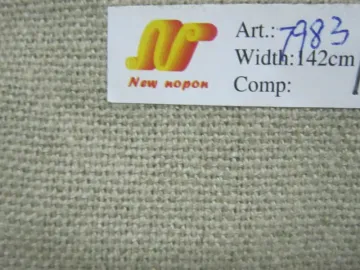 Art.: 7983
Width:142cm
Comp:
New nopon